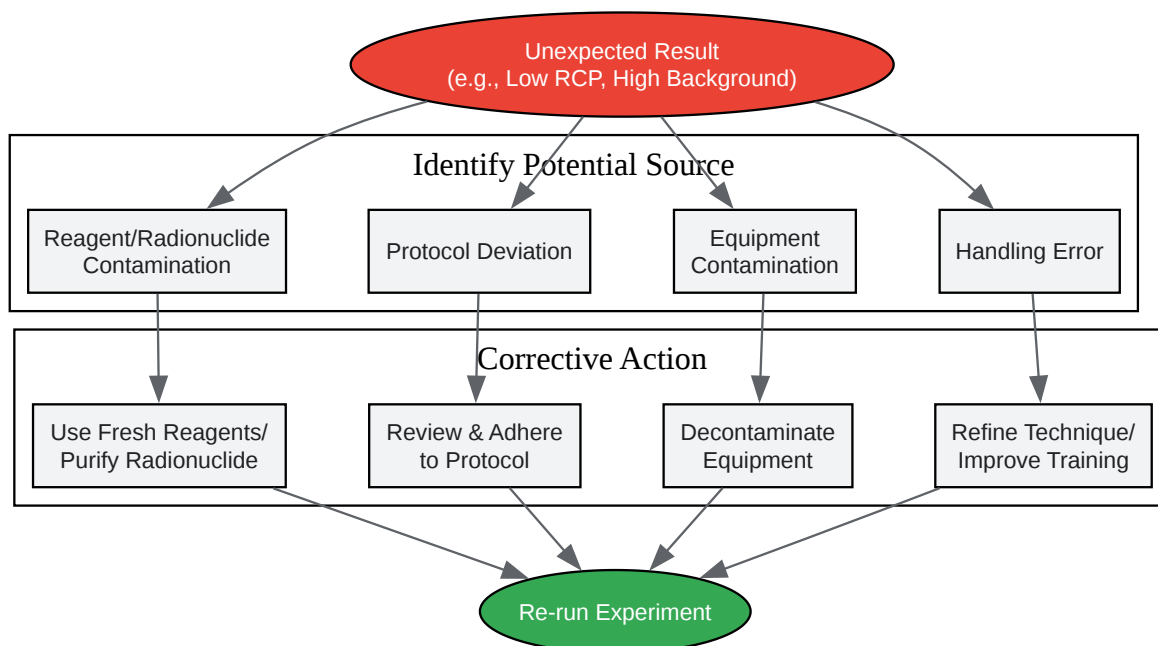 Unexpected Result
(e.g., Low RCP, High Background)
Identify Potential Source
Reagent/Radionuclide
Contamination
Protocol Deviation
Equipment
Contamination
Handling Error
Corrective Action
Use Fresh Reagents/
Purify Radionuclide
Review & Adhere
to Protocol
Decontaminate
Equipment
Refine Technique/
Improve Training
Re-run Experiment